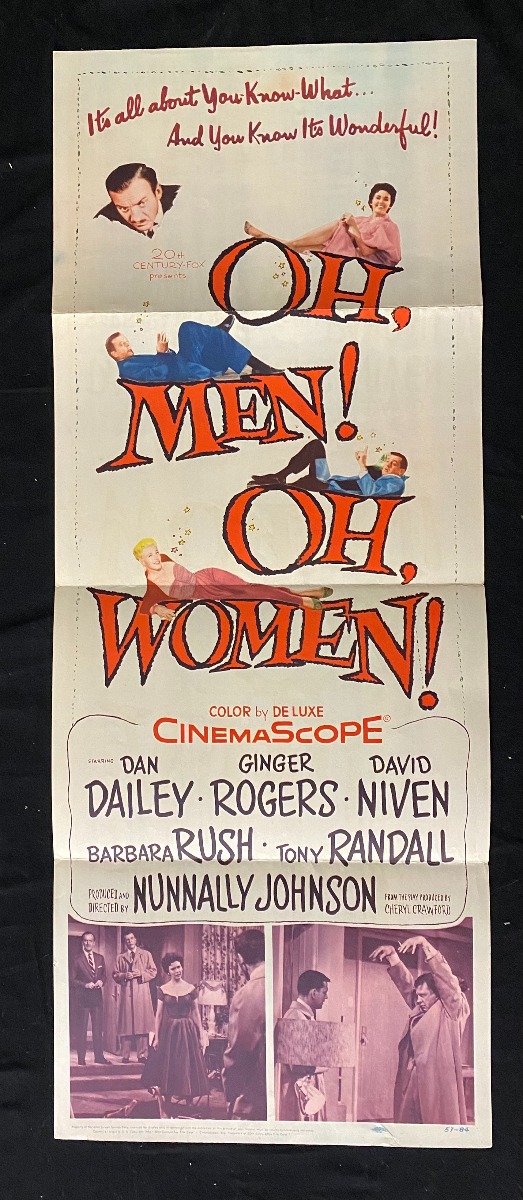 It's all about You-Know-What...
And You Know It's Wonderful!
20th
CENTURY-FOX
presents
OH,
MEN!
OH,
WOMEN!
COLOR by DE LUXE
CINEMASCOPE©
STARRING DAN GINGER DAVID
DAILEY · ROGERS · NIVEN
BARBARA RUSH · TONY RANDALL
PRODUCED AND
DIRECTED BY
NUNNALLY JOHNSON
FROM THE PLAY PRODUCED BY
CHERYL CRAWFORD
57-84